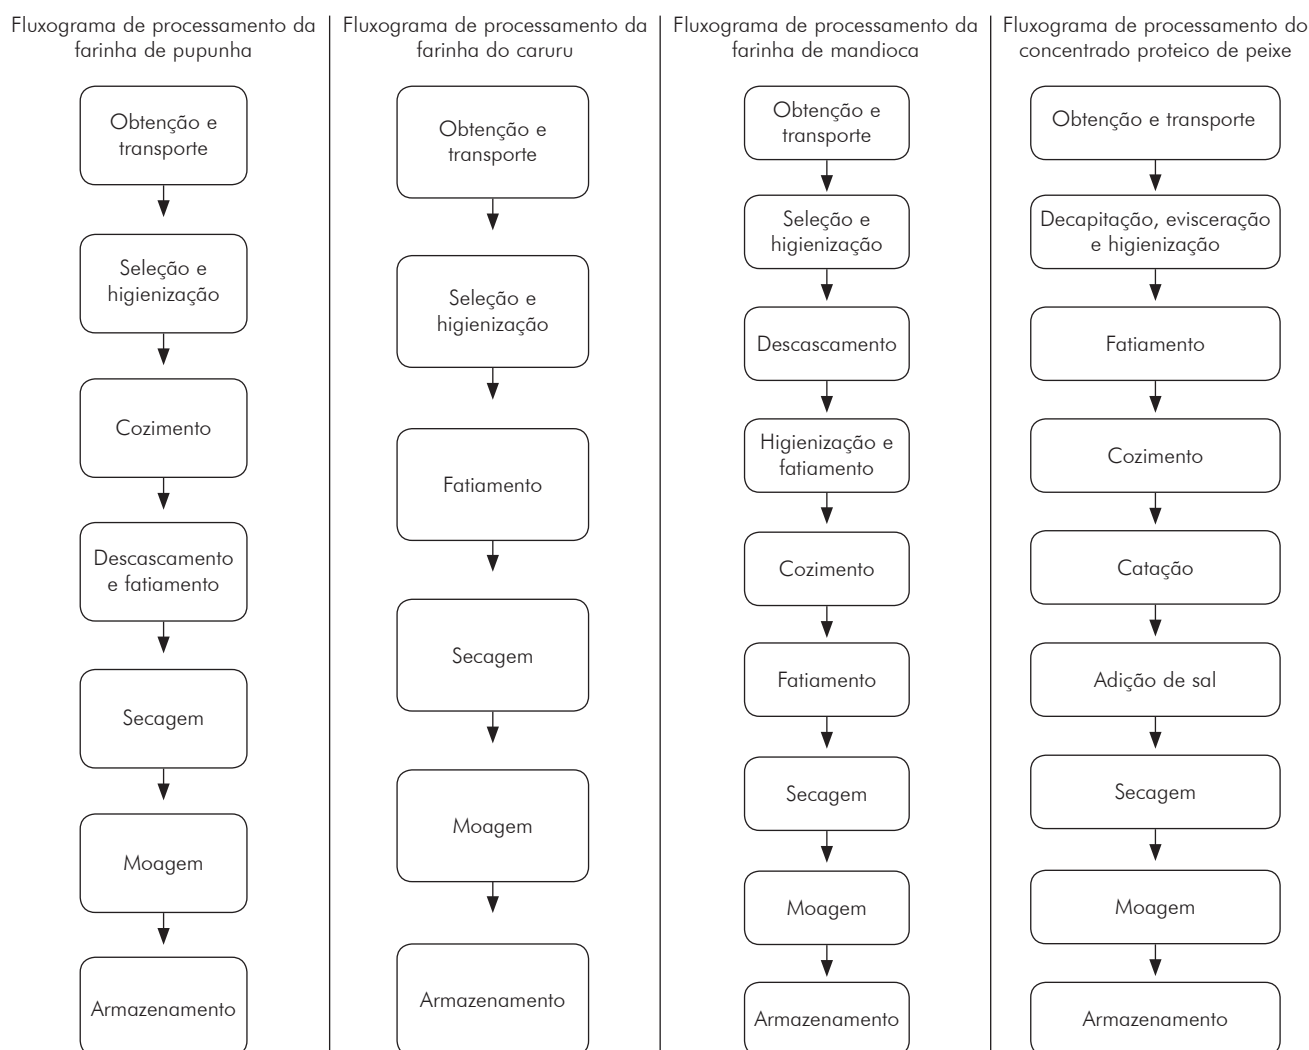 Fluxograma de processamento da
farinha de pupunha
Obtenção e
transporte
Seleção e
higienização
Cozimento
Descascamento
e fatiamento
Secagem
Moagem
Armazenamento
Fluxograma de processamento da
farinha do caruru
Obtenção e
transporte
Seleção e
higienização
Fatiamento
Secagem
Moagem
Armazenamento
Fluxograma de processamento da
farinha de mandioca
Obtenção e
transporte
Seleção e
higienização
Descascamento
Higienização e
fatiamento
Cozimento
Fatiamento
Secagem
Moagem
Armazenamento
Fluxograma de processamento do
concentrado proteico de peixe
Obtenção e transporte
Decapitação, evisceração
e higienização
Fatiamento
Cozimento
Catação
Adição de sal
Secagem
Moagem
Armazenamento